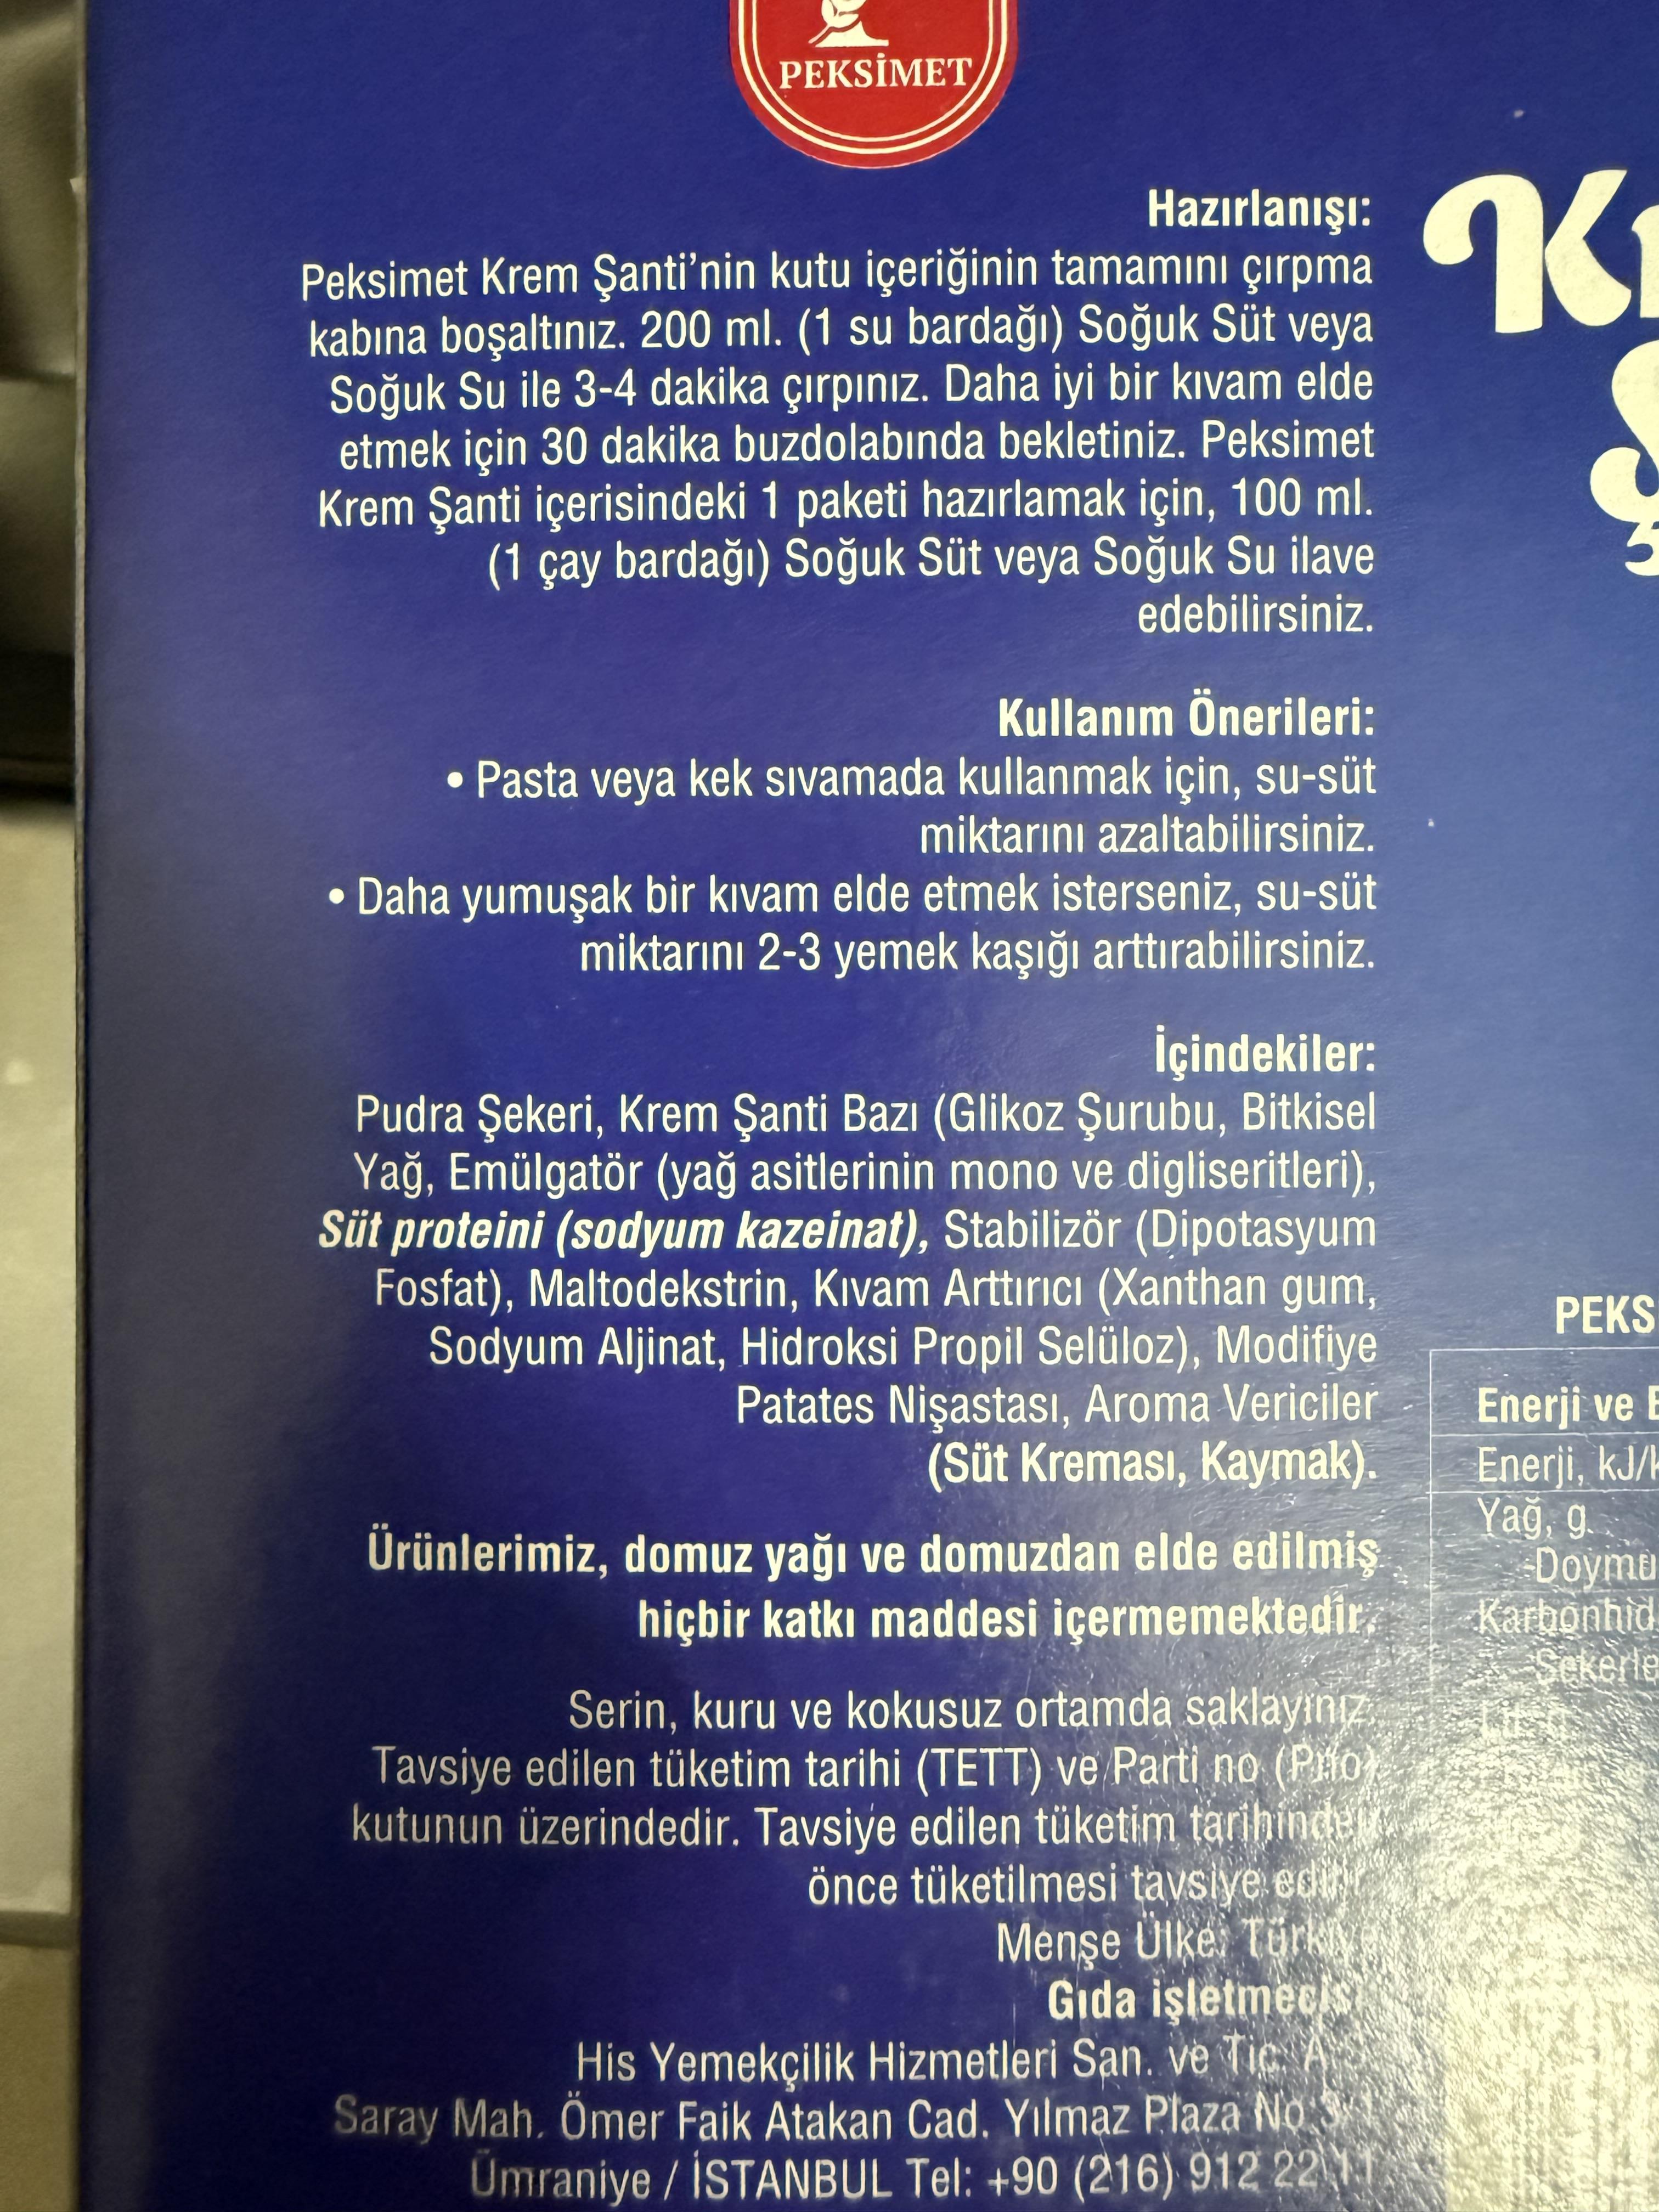 PEKSİMET
Hazırlanışı:
Peksimet Krem Şanti'nin kutu içeriğinin tamamını çırpma
kabına boşaltınız. 200 ml. (1 su bardağı) Soğuk Süt veya
Soğuk Su ile 3-4 dakika çırpınız. Daha iyi bir kıvam elde
etmek için 30 dakika buzdolabında bekletiniz. Peksimet
Krem Şanti içerisindeki 1 paketi hazırlamak için, 100 ml.
(1 çay bardağı) Soğuk Süt veya Soğuk Su ilave
edebilirsiniz.
Kullanım Önerileri:
• Pasta veya kek sıvamada kullanmak için, su-süt
miktarını azaltabilirsiniz.
• Daha yumuşak bir kıvam elde etmek isterseniz, su-süt
miktarını 2-3 yemek kaşığı arttırabilirsiniz.
İçindekiler:
Pudra Şekeri, Krem Şanti Bazı (Glikoz Şurubu, Bitkisel
Yağ, Emülgatör (yağ asitlerinin mono ve digliseritleri),
Süt proteini (sodyum kazeinat), Stabilizör (Dipotasyum
Fosfat), Maltodekstrin, Kıvam Arttırıcı (Xanthan gum,
Sodyum Aljinat, Hidroksi Propil Selüloz), Modifiye
Patates Nişastası, Aroma Vericiler
(Süt Kreması, Kaymak).
Ürünlerimiz, domuz yağı ve domuzdan elde edilmiş
hiçbir katkı maddesi içermemektedir.
Serin, kuru ve kokusuz ortamda saklayınız.
Tavsiye edilen tüketim tarihi (TETT) ve Parti no (Pno)
kutunun üzerindedir. Tavsiye edilen tüketim tarihinden
önce tüketilmesi tavsiye edilir.
Menşe Ülke: Türkiye
Gıda işletmecisi:
His Yemekçilik Hizmetleri San. ve Tic.
Saray Mah. Ömer Faik Atakan Cad. Yılmaz Plaza No
Ümraniye / İSTANBUL Tel: +90 (216) 912 22 11
PEKS
Enerji ve
Enerji, kJ/
Yağ, g
-Doymu
Karbonhid